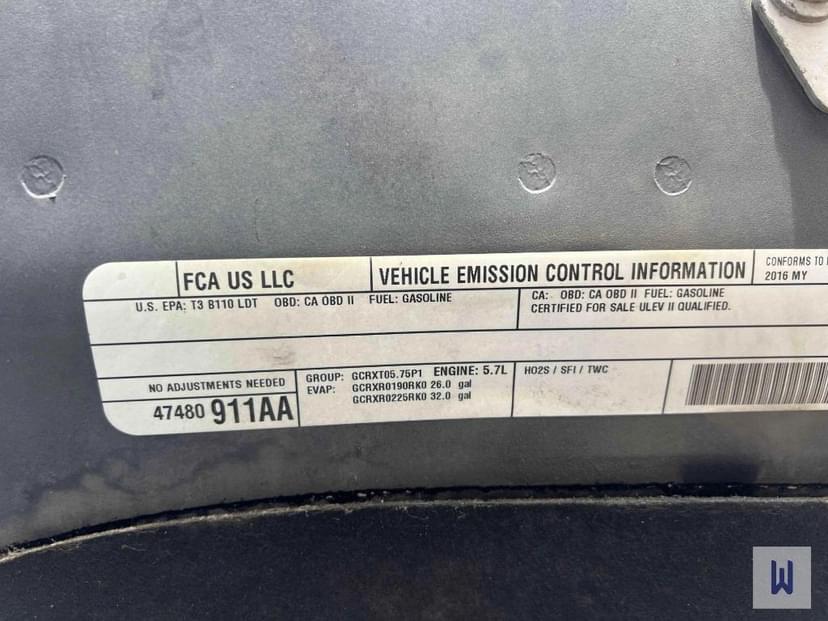 FCA US LLC
VEHICLE EMISSION CONTROL INFORMATION
CONFORMS TO
2016 MY
U.S. EPA: T3 B110 LDT OBD: CA OBD II FUEL: GASOLINE
CA: OBD: CA OBD II FUEL: GASOLINE
CERTIFIED FOR SALE ULEV II QUALIFIED.
NO ADJUSTMENTS NEEDED
47480 911AA
GROUP: GCRXT05.75P1 ENGINE: 5.7L
EVAP: GCRXR0190RK0 26.0 gal
GCRXR0225RK0 32.0 gal
HO2S / SFI / TWC
W